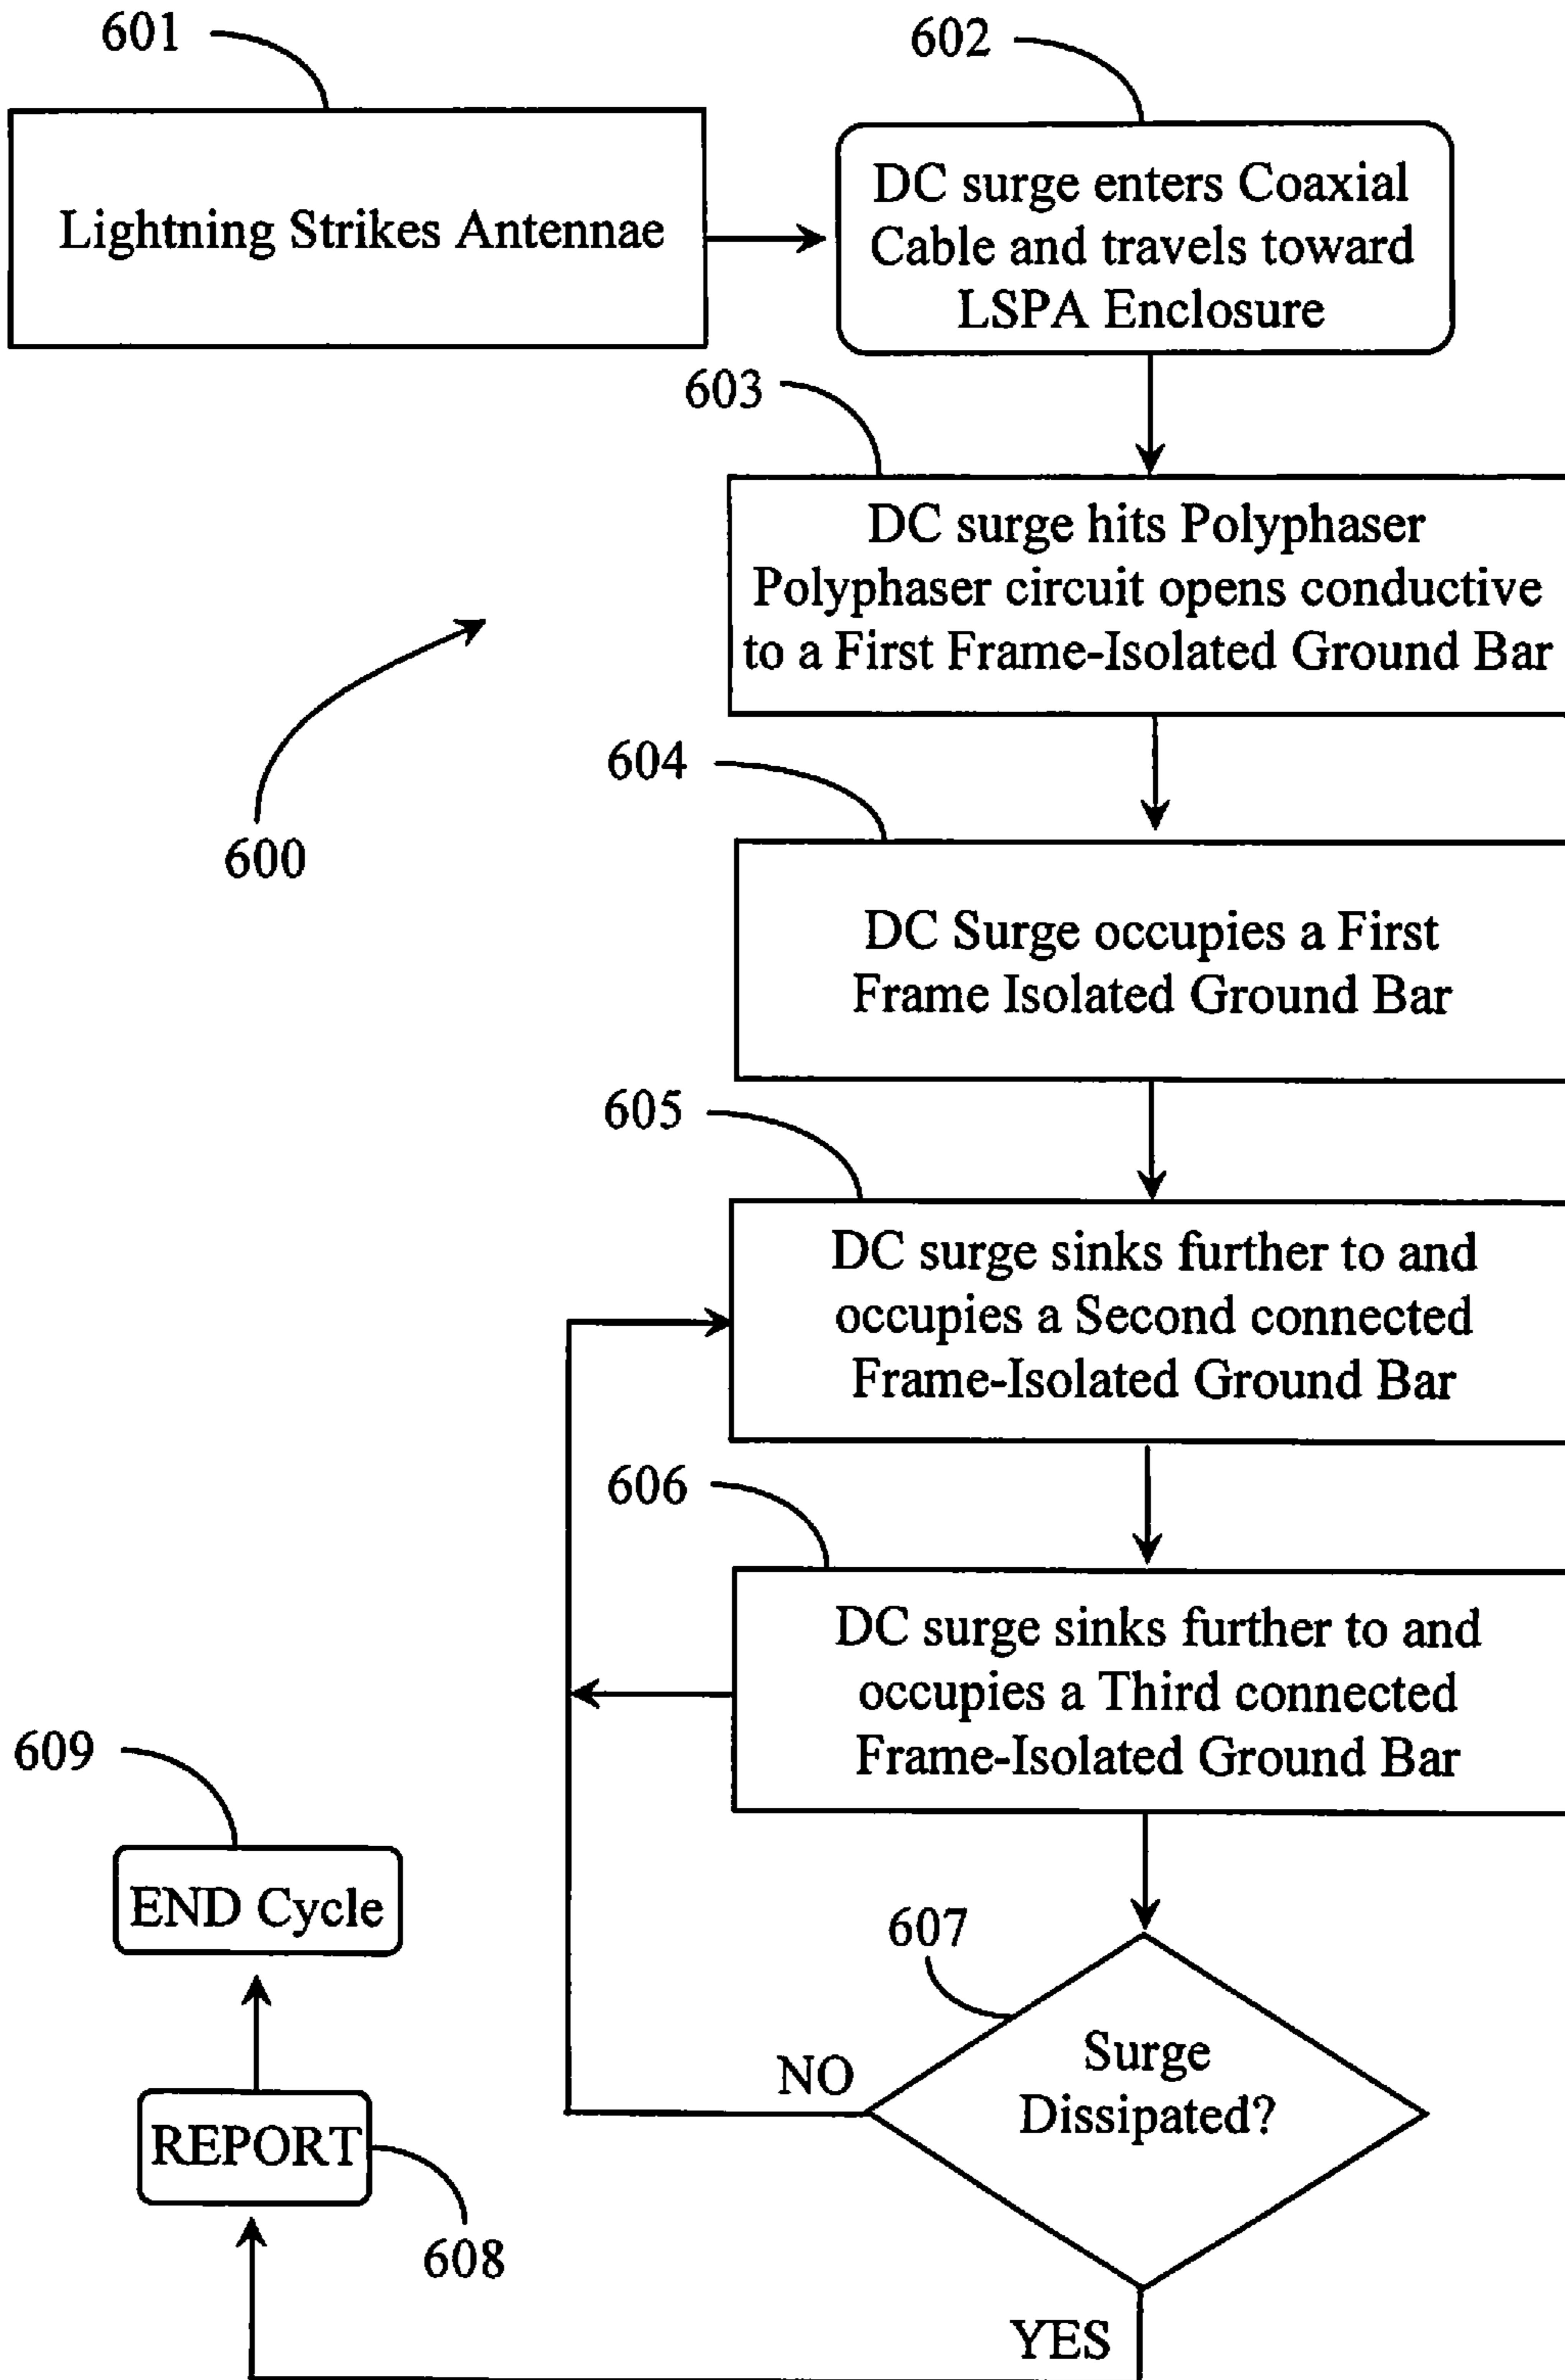 601
602
Lightning Strikes Antennae
DC surge enters Coaxial
Cable and travels toward
LSPA Enclosure
603
DC surge hits Polyphaser
Polyphaser circuit opens conductive
to a First Frame-Isolated Ground Bar
600
604
DC Surge occupies a First
Frame Isolated Ground Bar
605
DC surge sinks further to and
occupies a Second connected
Frame-Isolated Ground Bar
606
DC surge sinks further to and
occupies a Third connected
Frame-Isolated Ground Bar
607
Surge
Dissipated?
NO
YES
REPORT
608
END Cycle
609